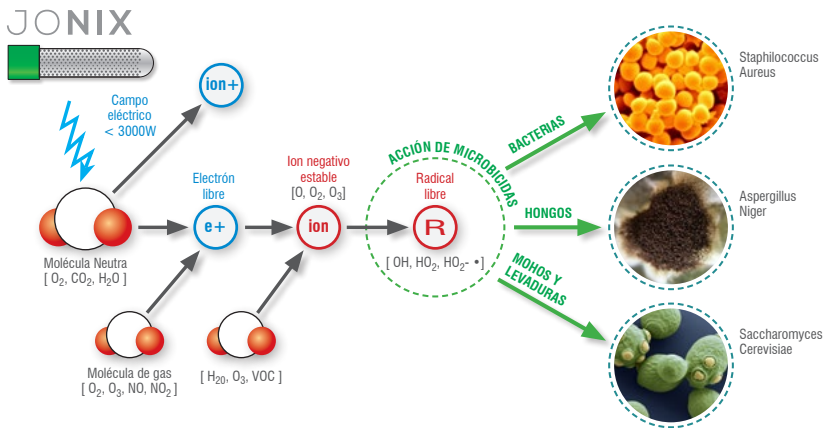 JONIX
Campo
eléctrico
< 3000W
ion+
Molécula Neutra
[ O₂, CO₂, H₂O ]
Electrón
libre
e+
Ion negativo
estable
[O, O₂, O₃]
ion
ACCIÓN DE MICROBICIDAS
Radical
libre
R
[ OH, HO₂, HO₂- • ]
Molécula de gas
[ O₂, O₃, NO, NO₂ ]
[ H₂₀, O₃, VOC ]
BACTERIAS
Staphilococcus
Aureus
HONGOS
Aspergillus
Niger
MOHOS Y
LEVADURAS
Saccharomyces
Cerevisiae